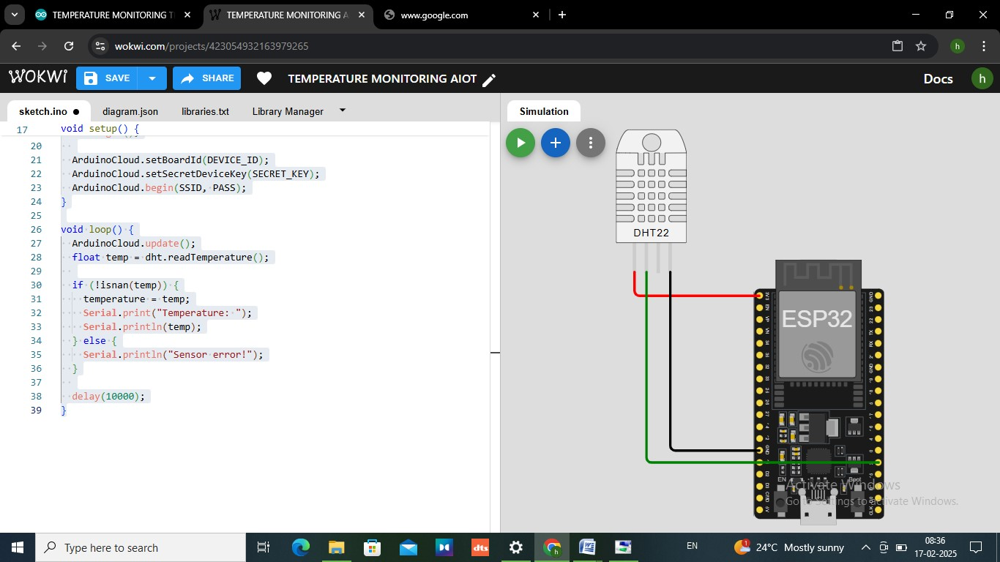 TEMPERATURE MONITORING T
TEMPERATURE MONITORING A
www.google.com
wokwi.com/projects/423054932163979265
WOKWi
SAVE
SHARE
TEMPERATURE MONITORING AIOT
Docs
h
sketch.ino
diagram.json
libraries.txt
Library Manager
Simulation
17 void setup() {
20
21 ArduinoCloud.setBoardId(DEVICE_ID);
22 ArduinoCloud.setSecretDeviceKey(SECRET_KEY);
23 ArduinoCloud.begin(SSID, PASS);
24 }
25
26 void loop() {
27 ArduinoCloud.update();
28 float temp = dht.readTemperature();
29
30 if (!isnan(temp)) {
31 temperature = temp;
32 Serial.print("Temperature: ");
33 Serial.println(temp);
34 } else {
35 Serial.println("Sensor error!");
36 }
37
38 delay(10000);
39 }
DHT22
ESP32
EN
Boot
Activate Windows
Go to Settings to activate Windows.
Type here to search
dts
EN
1
24°C Mostly sunny
08:36
17-02-2025